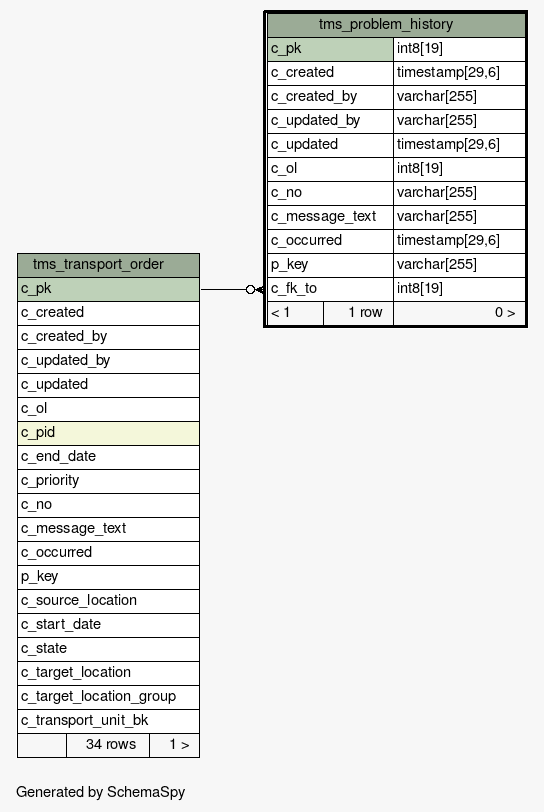 tms_problem_history
c_pk int8[19]
c_created timestamp[29,6]
c_created_by varchar[255]
c_updated_by varchar[255]
c_updated timestamp[29,6]
c_ol int8[19]
c_no varchar[255]
c_message_text varchar[255]
c_occurred timestamp[29,6]
p_key varchar[255]
c_fk_to int8[19]
< 1 1 row 0 >
tms_transport_order
c_pk
c_created
c_created_by
c_updated_by
c_updated
c_ol
c_pid
c_end_date
c_priority
c_no
c_message_text
c_occurred
p_key
c_source_location
c_start_date
c_state
c_target_location
c_target_location_group
c_transport_unit_bk
34 rows 1 >
Generated by SchemaSpy